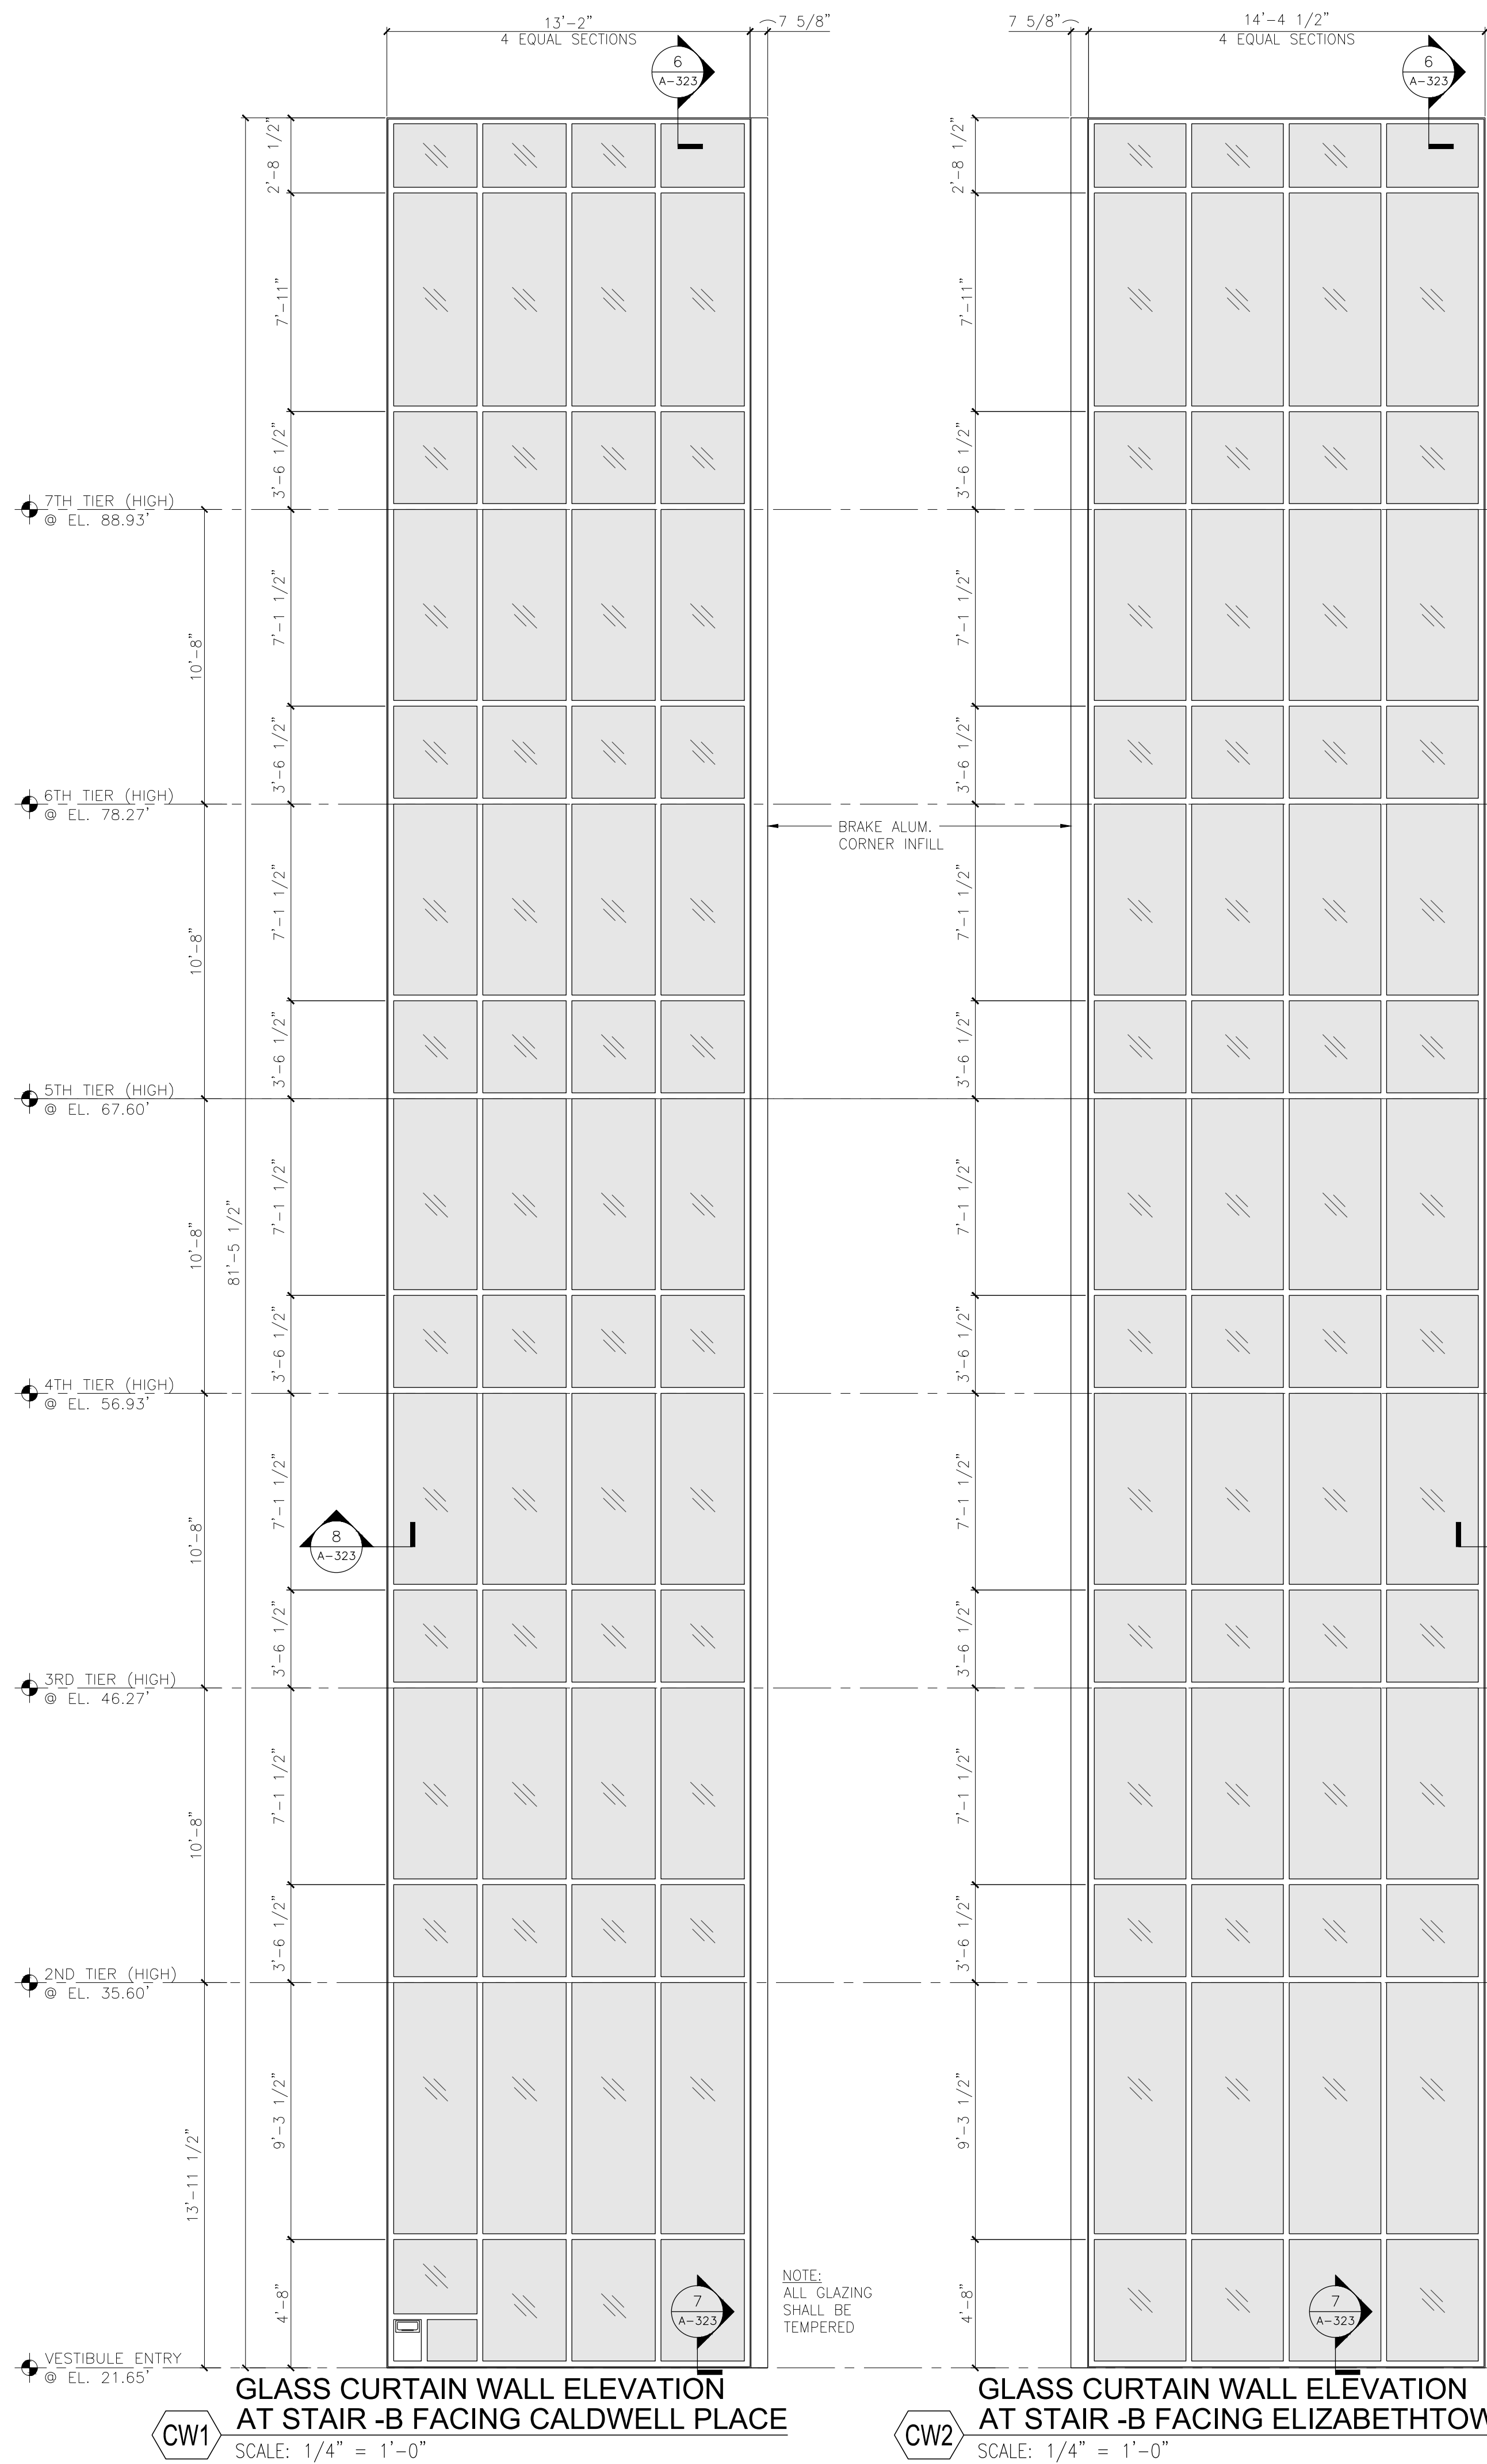 13'-2"
4 EQUAL SECTIONS
7 5/8"
7 5/8"
14'-4 1/2"
4 EQUAL SECTIONS
6
A-323
6
A-323
2'-8 1/2"
7'-11"
3'-6 1/2"
7'-1 1/2"
3'-6 1/2"
7'-1 1/2"
3'-6 1/2"
7'-1 1/2"
3'-6 1/2"
7'-1 1/2"
3'-6 1/2"
7'-1 1/2"
3'-6 1/2"
9'-3 1/2"
4'-8"
81'-5 1/2"
10'-8"
10'-8"
10'-8"
10'-8"
10'-8"
13'-11 1/2"
7TH TIER (HIGH)
@ EL. 88.93'
6TH TIER (HIGH)
@ EL. 78.27'
5TH TIER (HIGH)
@ EL. 67.60'
4TH TIER (HIGH)
@ EL. 56.93'
3RD TIER (HIGH)
@ EL. 46.27'
2ND TIER (HIGH)
@ EL. 35.60'
VESTIBULE ENTRY
@ EL. 21.65'
8
A-323
BRAKE ALUM.
CORNER INFILL
2'-8 1/2"
7'-11"
3'-6 1/2"
7'-1 1/2"
3'-6 1/2"
7'-1 1/2"
3'-6 1/2"
7'-1 1/2"
3'-6 1/2"
7'-1 1/2"
3'-6 1/2"
7'-1 1/2"
3'-6 1/2"
9'-3 1/2"
4'-8"
7
A-323
NOTE:
ALL GLAZING
SHALL BE
TEMPERED
7
A-323
CW1
GLASS CURTAIN WALL ELEVATION
AT STAIR -B FACING CALDWELL PLACE
SCALE: 1/4" = 1'-0"
CW2
GLASS CURTAIN WALL ELEVATION
AT STAIR -B FACING ELIZABETHTOW
SCALE: 1/4" = 1'-0"